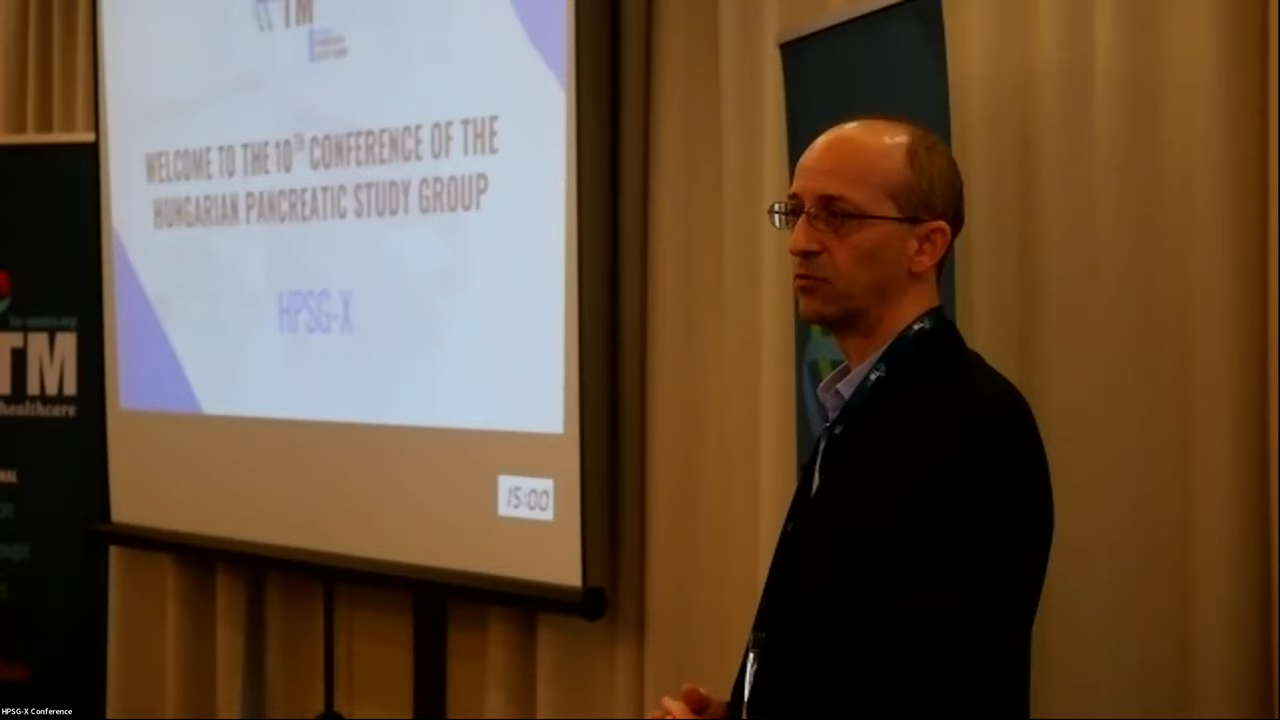 TM
WELCOME TO THE 10TH CONFERENCE OF THE
HUNGARIAN PANCREATIC STUDY GROUP
HPSG-X
15:00
TM
healthcare
HPSG-X Conference